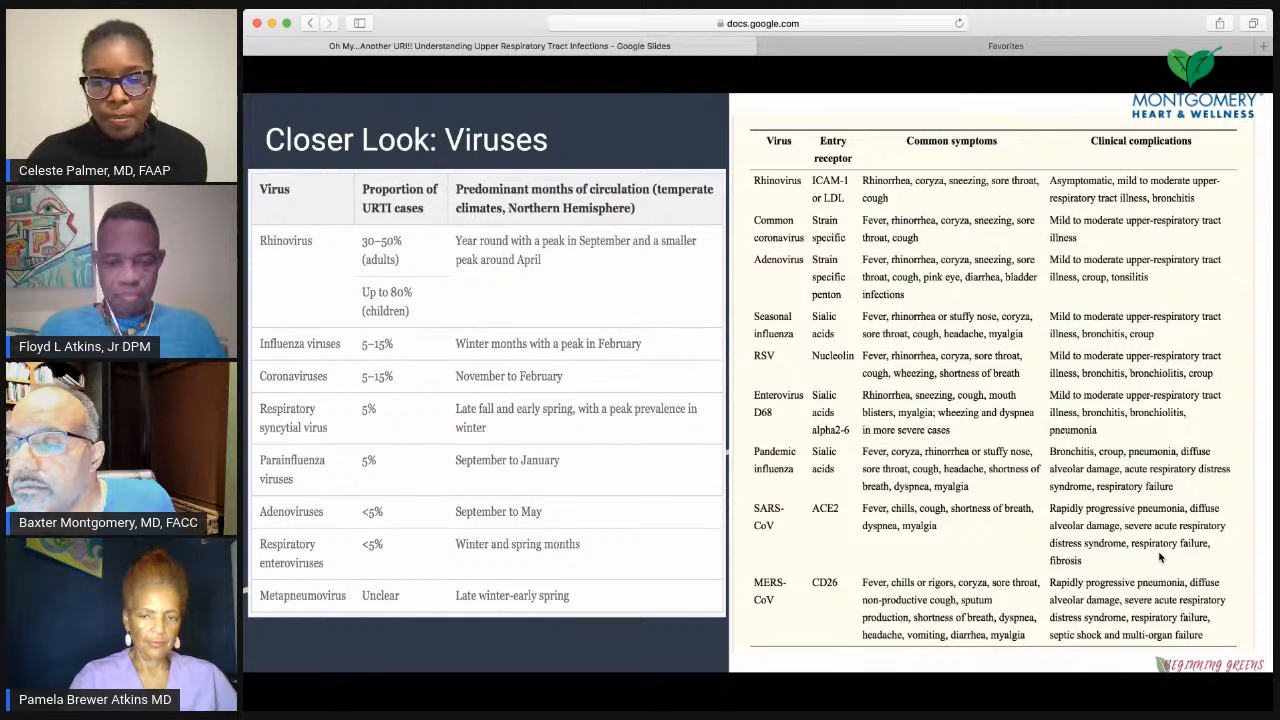 Celeste Palmer, MD, FAAP
Floyd L Atkins, Jr DPM
Baxter Montgomery, MD, FACC
Pamela Brewer Atkins MD
docs.google.com
Oh My...Another URI!! Understanding Upper Respiratory Tract Infections - Google Slides
Favorites
MONTGOMERY
HEART & WELLNESS
Closer Look: Viruses
Virus
Proportion of
URTI cases
Predominant months of circulation (temperate
climates, Northern Hemisphere)
Rhinovirus
30–50%
(adults)
Up to 80%
(children)
Year round with a peak in September and a smaller
peak around April
Influenza viruses
5–15%
Winter months with a peak in February
Coronaviruses
5–15%
November to February
Respiratory
syncytial virus
5%
Late fall and early spring, with a peak prevalence in
winter
Parainfluenza
viruses
5%
September to January
Adenoviruses
<5%
September to May
Respiratory
enteroviruses
<5%
Winter and spring months
Metapneumovirus
Unclear
Late winter-early spring
Virus
Entry
receptor
Common symptoms
Clinical complications
Rhinovirus
ICAM-1
or LDL
Rhinorrhea, coryza, sneezing, sore throat,
cough
Asymptomatic, mild to moderate upper-
respiratory tract illness, bronchitis
Common
coronavirus
Strain
specific
Fever, rhinorrhea, coryza, sneezing, sore
throat, cough
Mild to moderate upper-respiratory tract
illness
Adenovirus
Strain
specific
penton
Fever, rhinorrhea, coryza, sneezing, sore
throat, cough, pink eye, diarrhea, bladder
infections
Mild to moderate upper-respiratory tract
illness, croup, tonsilitis
Seasonal
influenza
Sialic
acids
Fever, rhinorrhea or stuffy nose, coryza,
sore throat, cough, headache, myalgia
Mild to moderate upper-respiratory tract
illness, bronchitis, croup
RSV
Nucleolin
Fever, rhinorrhea, coryza, sore throat,
cough, wheezing, shortness of breath
Mild to moderate upper-respiratory tract
illness, bronchitis, bronchiolitis, croup
Enterovirus
D68
Sialic
acids
alpha2-6
Rhinorrhea, sneezing, cough, mouth
blisters, myalgia; wheezing and dyspnea
in more severe cases
Mild to moderate upper-respiratory tract
illness, bronchitis, bronchiolitis,
pneumonia
Pandemic
influenza
Sialic
acids
Fever, coryza, rhinorrhea or stuffy nose,
sore throat, cough, headache, shortness of
breath, dyspnea, myalgia
Bronchitis, croup, pneumonia, diffuse
alveolar damage, acute respiratory distress
syndrome, respiratory failure
SARS-
CoV
ACE2
Fever, chills, cough, shortness of breath,
dyspnea, myalgia
Rapidly progressive pneumonia, diffuse
alveolar damage, severe acute respiratory
distress syndrome, respiratory failure,
fibrosis
MERS-
CoV
CD26
Fever, chills or rigors, coryza, sore throat,
non-productive cough, sputum
production, shortness of breath, dyspnea,
headache, vomiting, diarrhea, myalgia
Rapidly progressive pneumonia, diffuse
alveolar damage, severe acute respiratory
distress syndrome, respiratory failure,
septic shock and multi-organ failure
BEGINNING GREENS